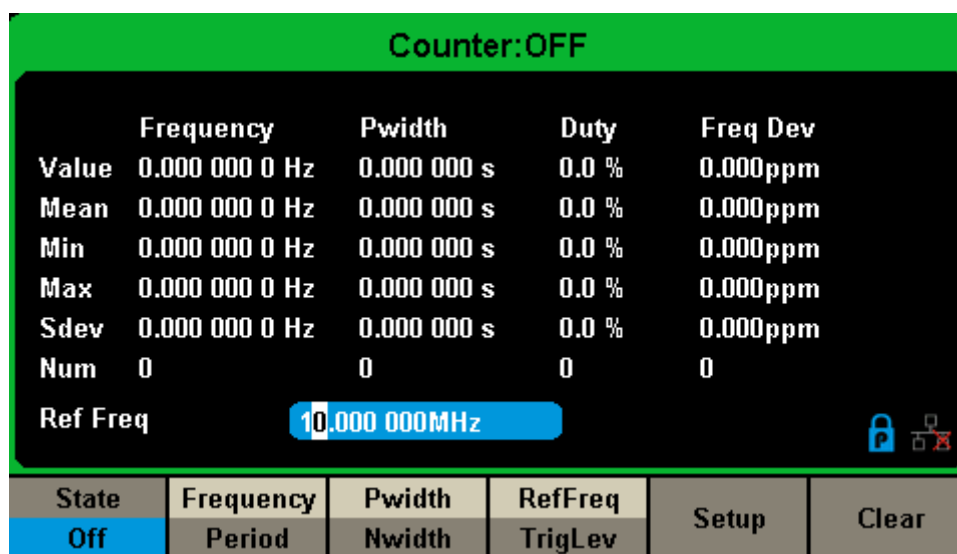 Counter:OFF
Frequency Pwidth Duty Freq Dev
Value 0.000 000 0 Hz 0.000 000 s 0.0 % 0.000ppm
Mean 0.000 000 0 Hz 0.000 000 s 0.0 % 0.000ppm
Min 0.000 000 0 Hz 0.000 000 s 0.0 % 0.000ppm
Max 0.000 000 0 Hz 0.000 000 s 0.0 % 0.000ppm
Sdev 0.000 000 0 Hz 0.000 000 s 0.0 % 0.000ppm
Num 0 0 0 0
Ref Freq 10.000 000MHz
P
State Frequency Pwidth RefFreq Setup Clear
Off Period Nwidth TrigLev